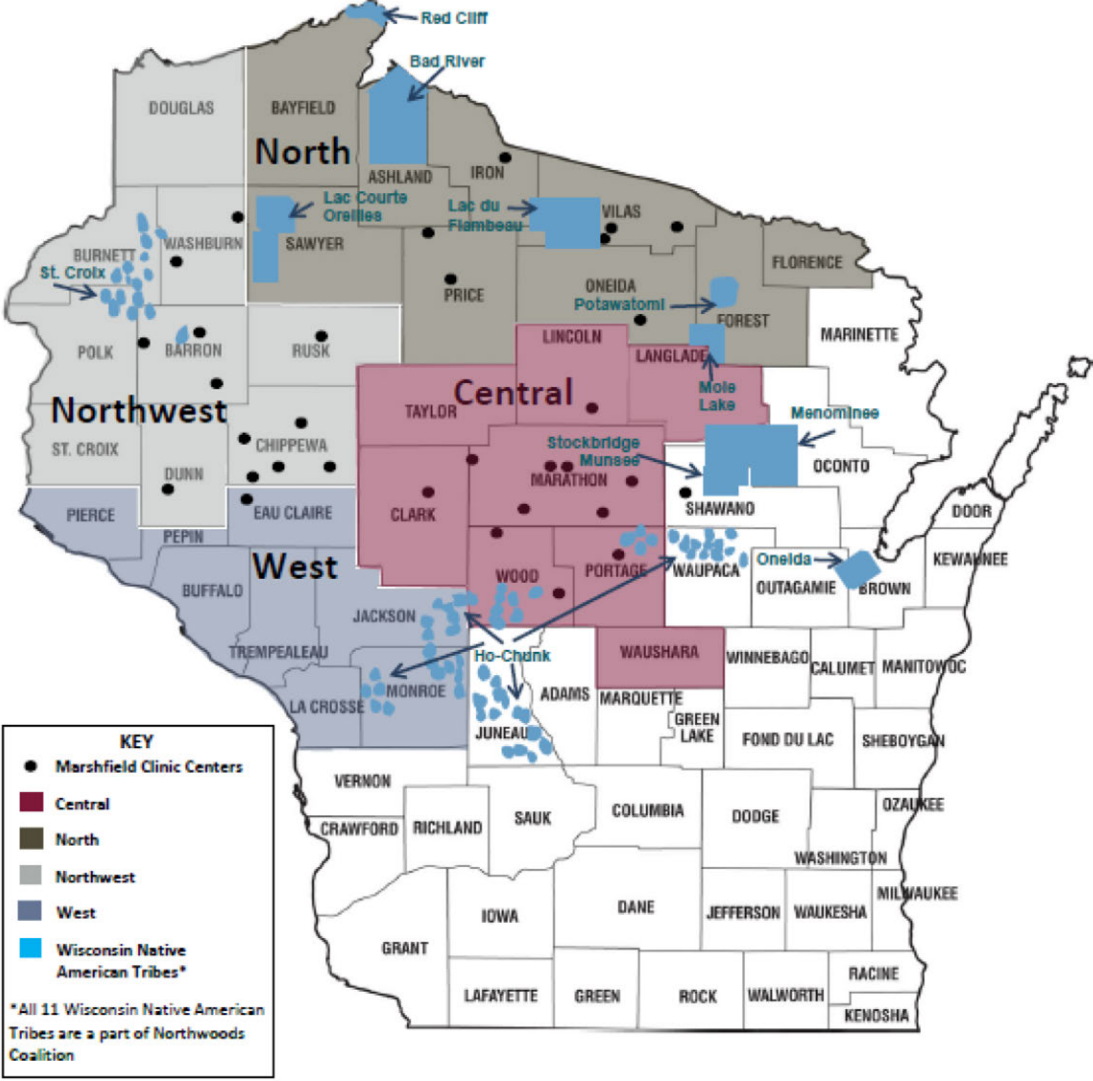 Red Cliff
Bad River
DOUGLAS
BAYFIELD
North
ASHLAND
IRON
Lac Courte
Oreilles
Lac du
Flambeau
VILAS
BURNETT
WASHBURN
SAWYER
St. Croix
FLORENCE
PRICE
ONEIDA
Potawatomi
FOREST
MARINETTE
POLK
BARRON
RUSK
LINCOLN
LANGLADE
Mole
Lake
Northwest
Central
TAYLOR
Menominee
ST. CROIX
CHIPPEWA
Stockbridge
Munsee
DUNN
MARATHON
OCONTO
PIERCE
EAU CLAIRE
CLARK
SHAWANO
DOOR
PEPIN
West
WOOD
PORTAGE
WAUPACA
Oneida
KEWAUNEE
BUFFALO
OUTAGAMIE
BROWN
JACKSON
TREMPEALEAU
Ho-Chunk
WAUSHARA
WINNEBAGO
CALUMET
MANITOWOC
LA CROSSE
MONROE
ADAMS
MARQUETTE
JUNEAU
GREEN
LAKE
FOND DU LAC
SHEBOYGAN
VERNON
CRAWFORD
RICHLAND
SAUK
COLUMBIA
DODGE
OZAUKEE
WASHINGTON
IOWA
DANE
JEFFERSON
WAUKESHA
MILWAUKEE
GRANT
LAFAYETTE
GREEN
ROCK
WALWORTH
RACINE
KENOSHA
KEY
Marshfield Clinic Centers
Central
North
Northwest
West
Wisconsin Native
American Tribes*
*All 11 Wisconsin Native American
Tribes are a part of Northwoods
Coalition